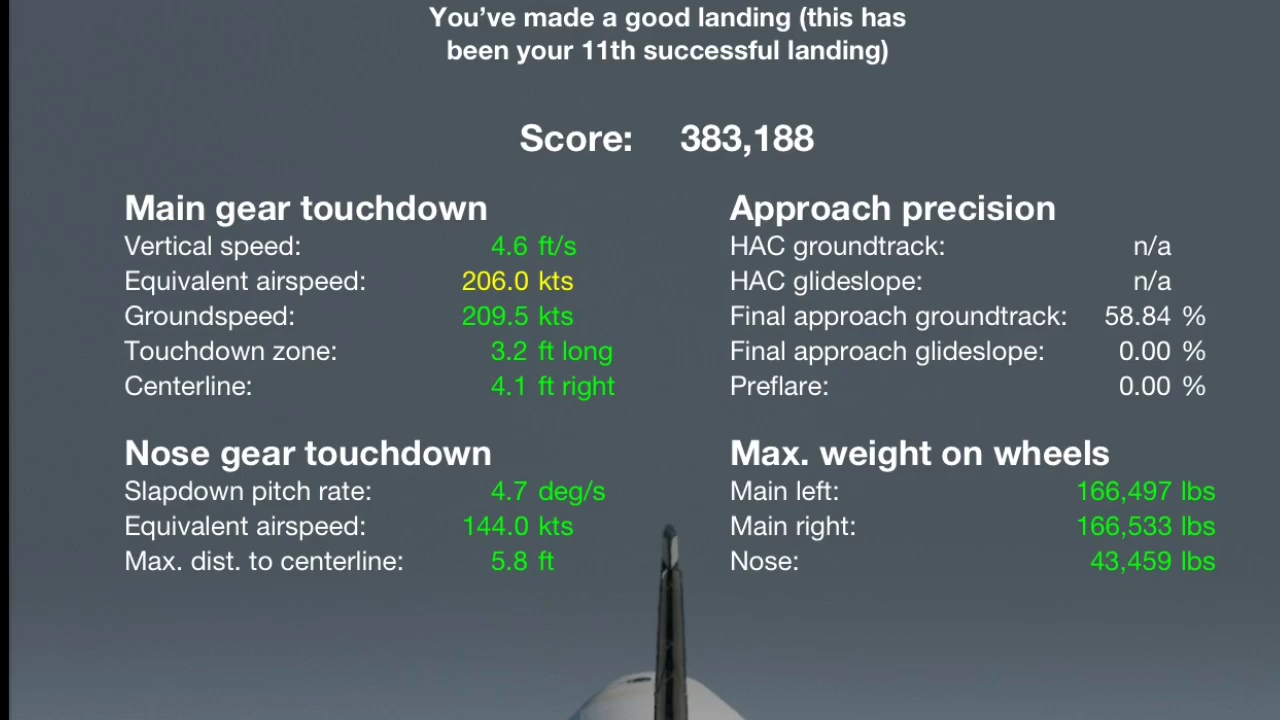 You’ve made a good landing (this has
been your 11th successful landing)
Score: 383,188
Main gear touchdown
Vertical speed: 4.6 ft/s
Equivalent airspeed: 206.0 kts
Groundspeed: 209.5 kts
Touchdown zone: 3.2 ft long
Centerline: 4.1 ft right
Approach precision
HAC groundtrack: n/a
HAC glideslope: n/a
Final approach groundtrack: 58.84 %
Final approach glideslope: 0.00 %
Preflare: 0.00 %
Nose gear touchdown
Slapdown pitch rate: 4.7 deg/s
Equivalent airspeed: 144.0 kts
Max. dist. to centerline: 5.8 ft
Max. weight on wheels
Main left: 166,497 lbs
Main right: 166,533 lbs
Nose: 43,459 lbs